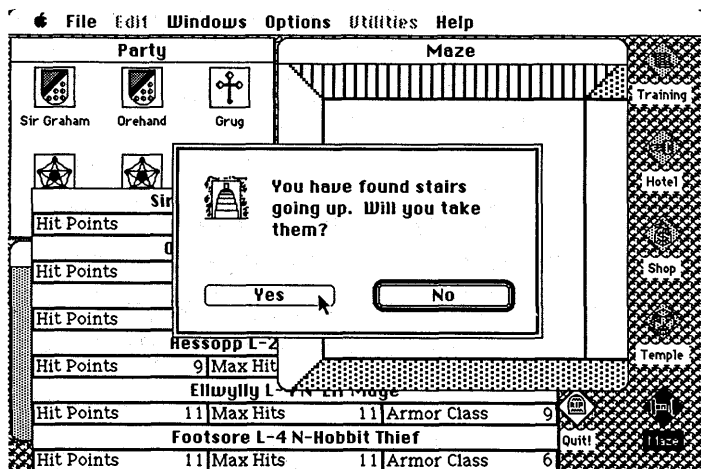 File Edit Windows Options Utilities Help
Party
Maze
Sir Graham Orehand Grug
Training
Hotel
Shop
Temple
You have found stairs
going up. Will you take
them?
Yes No
Sir
Hit Points
Hit Points
Hit Points
Hessopp L-2
Hit Points 9 Max Hit
Ellwylly L-
Hit Points 11 Max Hits 11 Armor Class 9
Footsore L-4 N-Hobbit Thief
Hit Points 11 Max Hits 11 Armor Class 6
RIP
Quit!
Maze